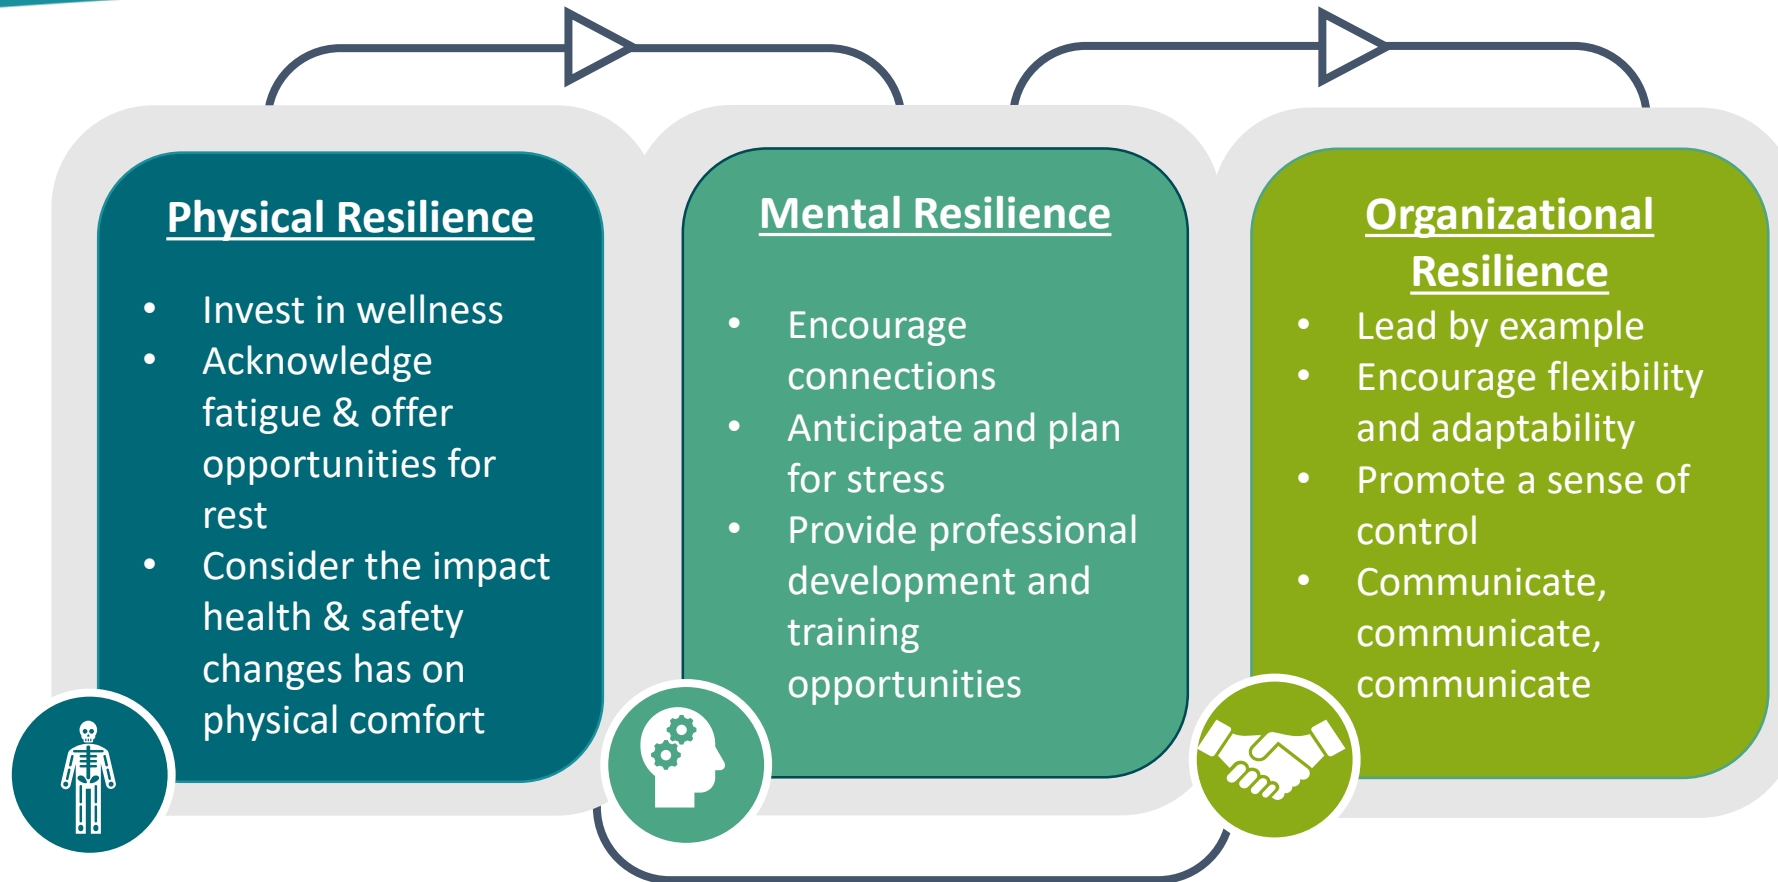 Physical Resilience
• Invest in wellness
• Acknowledge
fatigue & offer
opportunities for
rest
• Consider the impact
health & safety
changes has on
physical comfort
Mental Resilience
• Encourage
connections
• Anticipate and plan
for stress
• Provide professional
development and
training
opportunities
Organizational
Resilience
• Lead by example
• Encourage flexibility
and adaptability
• Promote a sense of
control
• Communicate,
communicate,
communicate